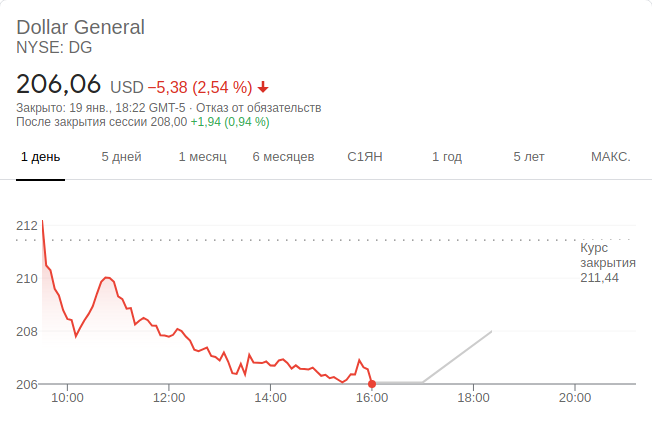 Dollar General
NYSE: DG
206,06 USD −5,38 (2,54 %)
Закрыто: 19 янв., 18:22 GMT-5 · Отказ от обязательств
После закрытия сессии 208,00 +1,94 (0,94 %)
1 день 5 дней 1 месяц 6 месяцев С1ЯН 1 год 5 лет МАКС.
212
Курс
закрытия
211,44
210
208
206
10:00 12:00 14:00 16:00 18:00 20:00